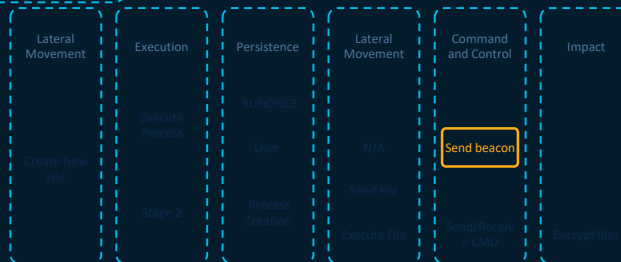 Lateral
Movement
Execution
Persistence
Lateral
Movement
Command
and Control
Impact
Create New
File
Execute
Process
Stage 2
RUNONCE
User
Process
Creation
N/A
Send File
Execute File
Send beacon
Send/Receiv
e CMD
Encrypt files